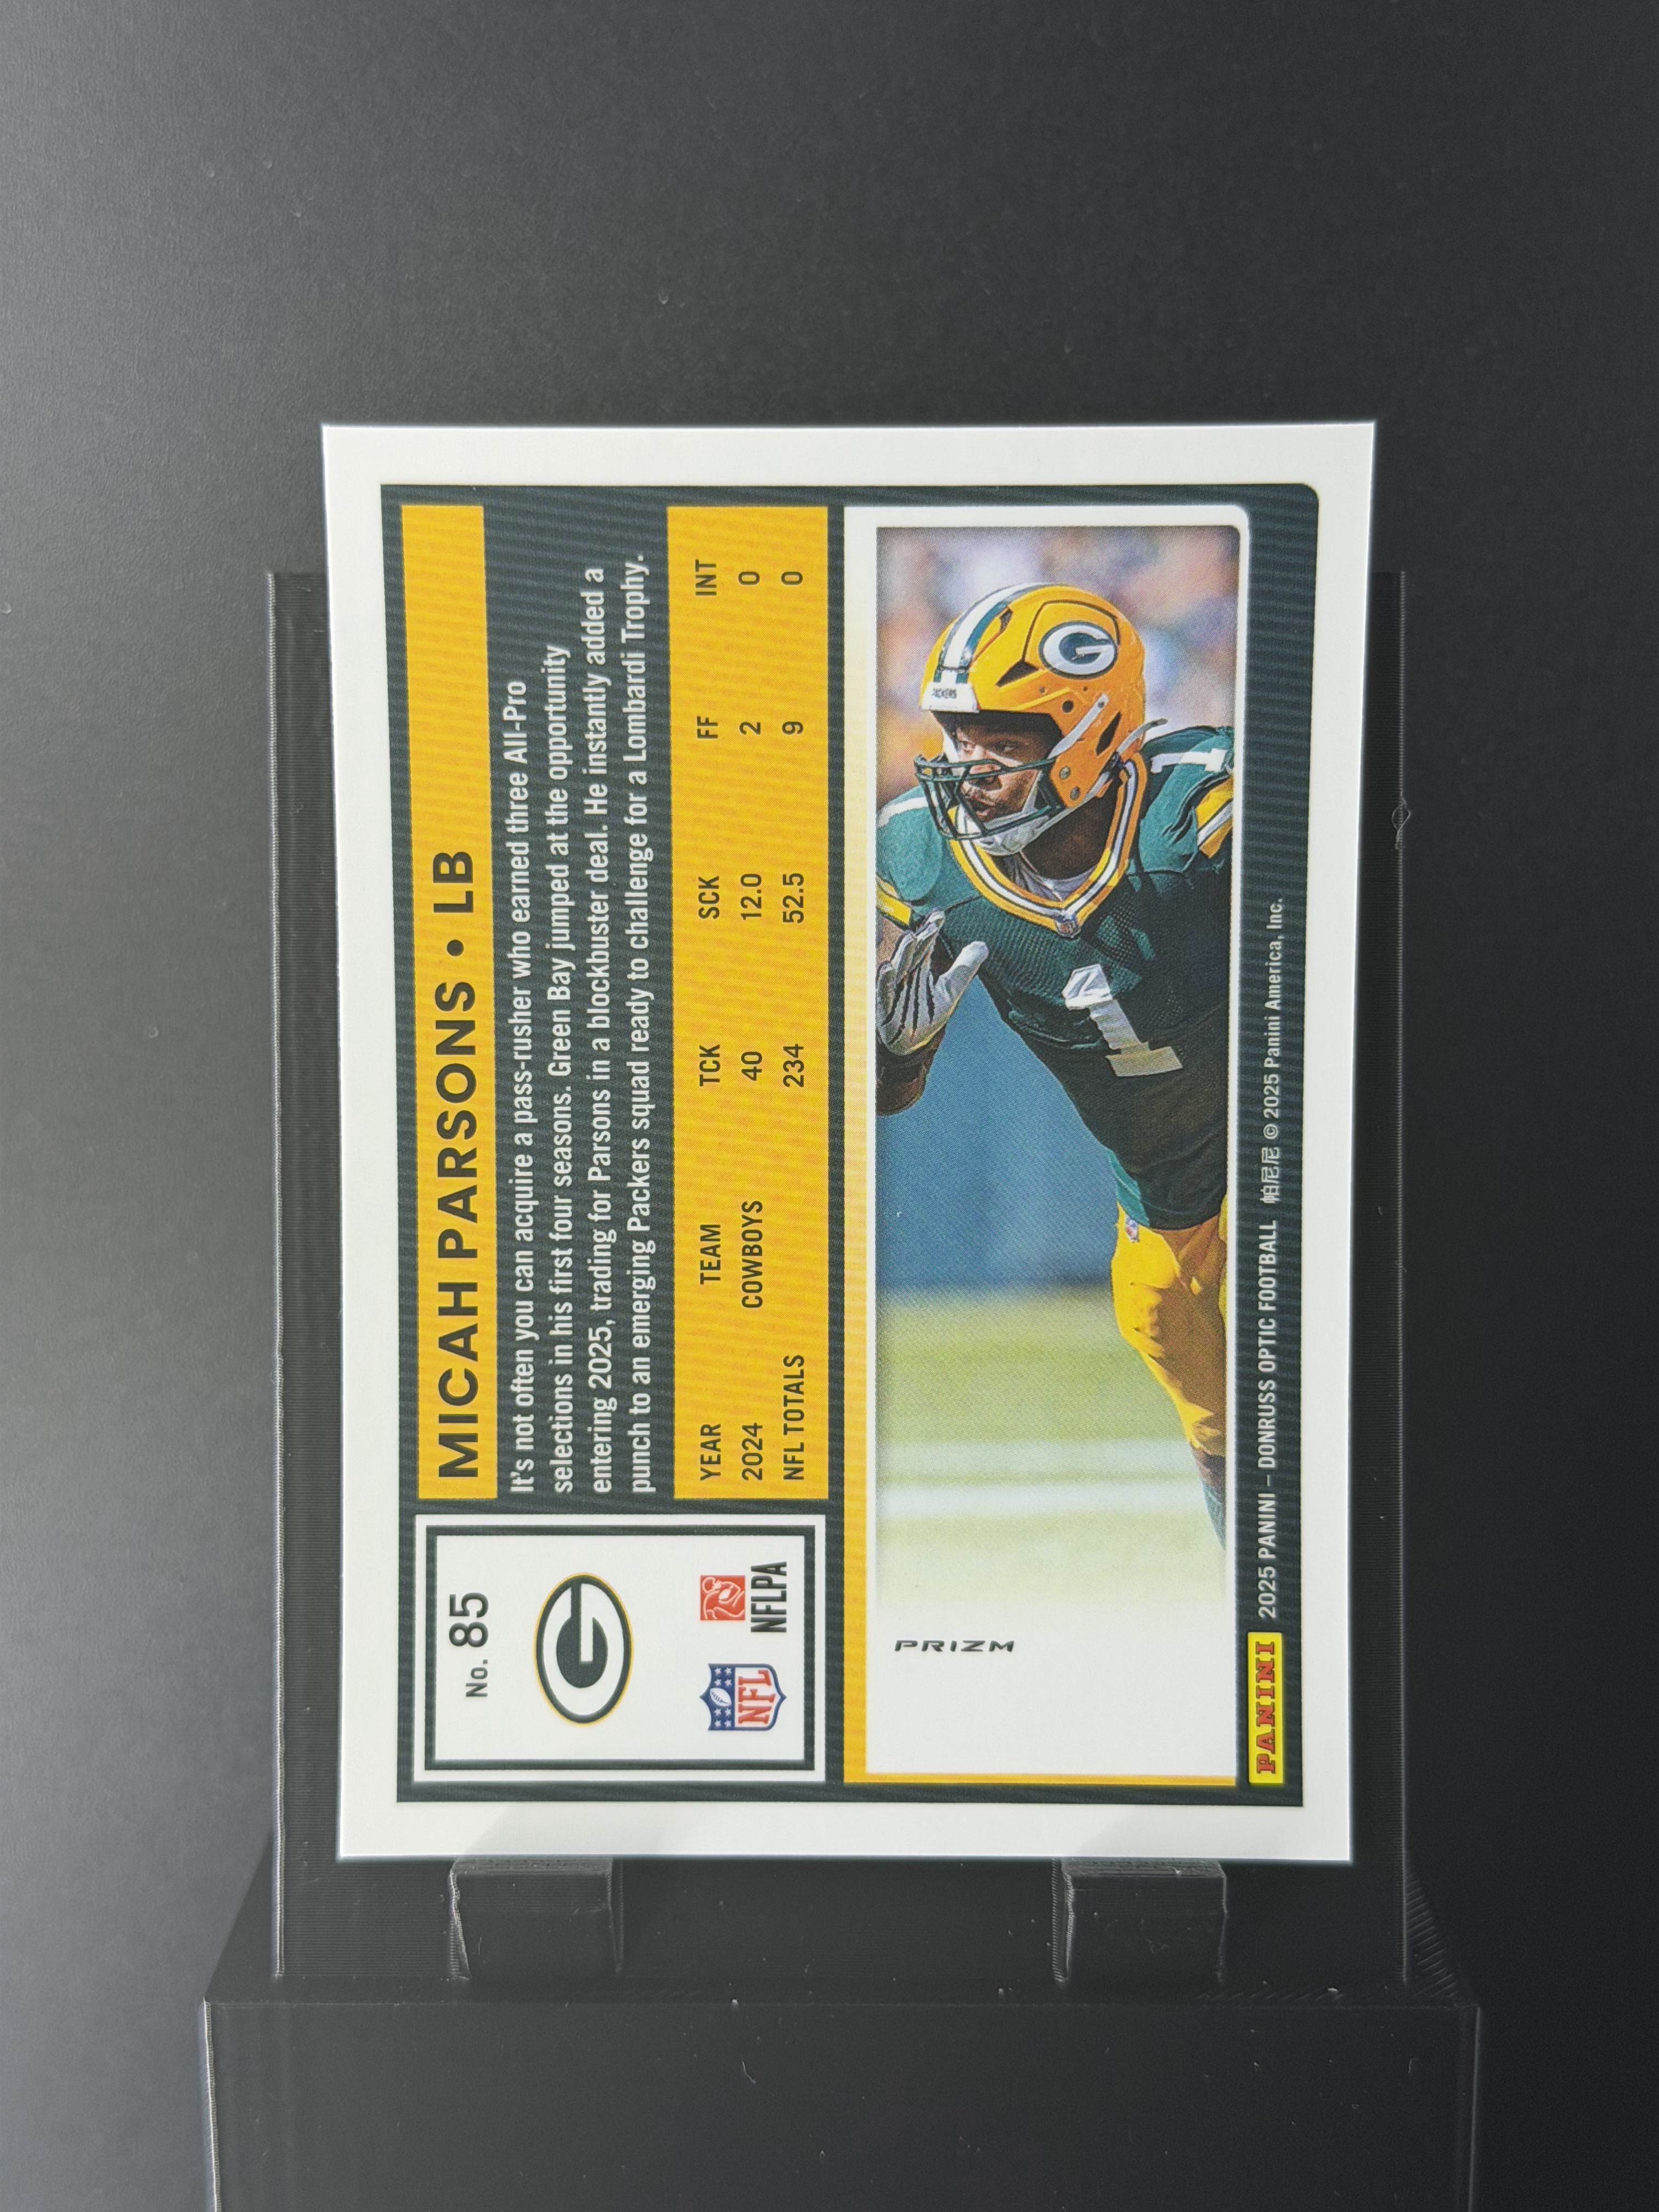 No. 85
NFL
NFLPA
MICAH PARSONS • LB
It's not often you can acquire a pass-rusher who earned three All-Pro
selections in his first four seasons. Green Bay jumped at the opportunity
entering 2025, trading for Parsons in a blockbuster deal. He instantly added a
punch to an emerging Packers squad ready to challenge for a Lombardi Trophy.
YEAR TEAM TCK SCK FF INT
2024 COWBOYS 40 12.0 2 0
NFL TOTALS 234 52.5 9 0
PRIZM
PACKERS
G
1
PANINI
2025 PANINI – DONRUSS OPTIC FOOTBALL 帕尼尼 © 2025 Panini America, Inc.